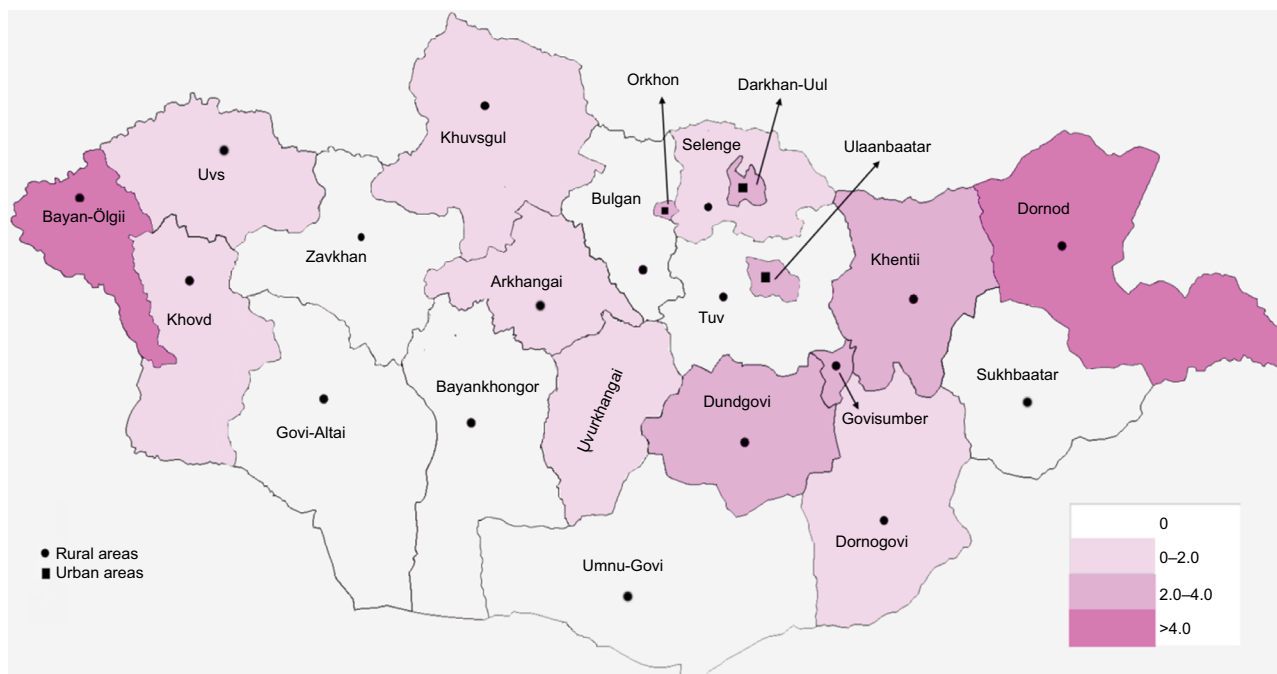 Orkhon
Darkhan-Uul
Khuvsgul
Selenge
Ulaanbaatar
Uvs
Bulgan
Bayan-Ölgii
Dornod
Zavkhan
Khentii
Arkhangai
Khovd
Tuv
Sukhbaatar
Bayankhongor
Uvurkhangai
Dundgovi
Govisumber
Govi-Altai
Dornogovi
Umnu-Govi
Rural areas
Urban areas
0
0–2.0
2.0–4.0
>4.0